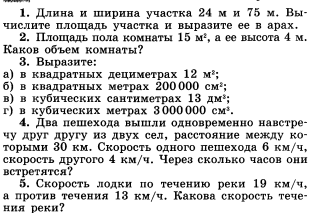 1. Длина и ширина участка 24 м и 75 м. Вы-
числите площадь участка и выразите ее в арах.
2. Площадь пола комнаты 15 м², а ее высота 4 м.
Каков объем комнаты?
3. Выразите:
а) в квадратных дециметрах 12 м²;
б) в квадратных метрах 200 000 см²;
в) в кубических сантиметрах 13 дм³;
г) в кубических метрах 3 000 000 см³.
4. Два пешехода вышли одновременно навстре-
чу друг другу из двух сел, расстояние между ко-
торыми 30 км. Скорость одного пешехода 6 км/ч,
скорость другого 4 км/ч. Через сколько часов они
встретятся?
5. Скорость лодки по течению реки 19 км/ч,
а против течения 13 км/ч. Какова скорость тече-
ния реки?